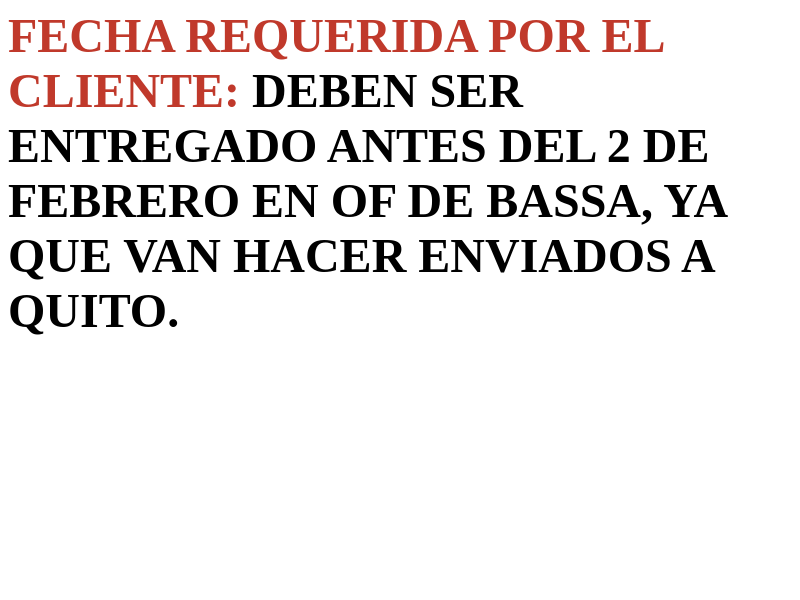 FECHA REQUERIDA POR EL
CLIENTE: DEBEN SER
ENTREGADO ANTES DEL 2 DE
FEBRERO EN OF DE BASSA, YA
QUE VAN HACER ENVIADOS A
QUITO.